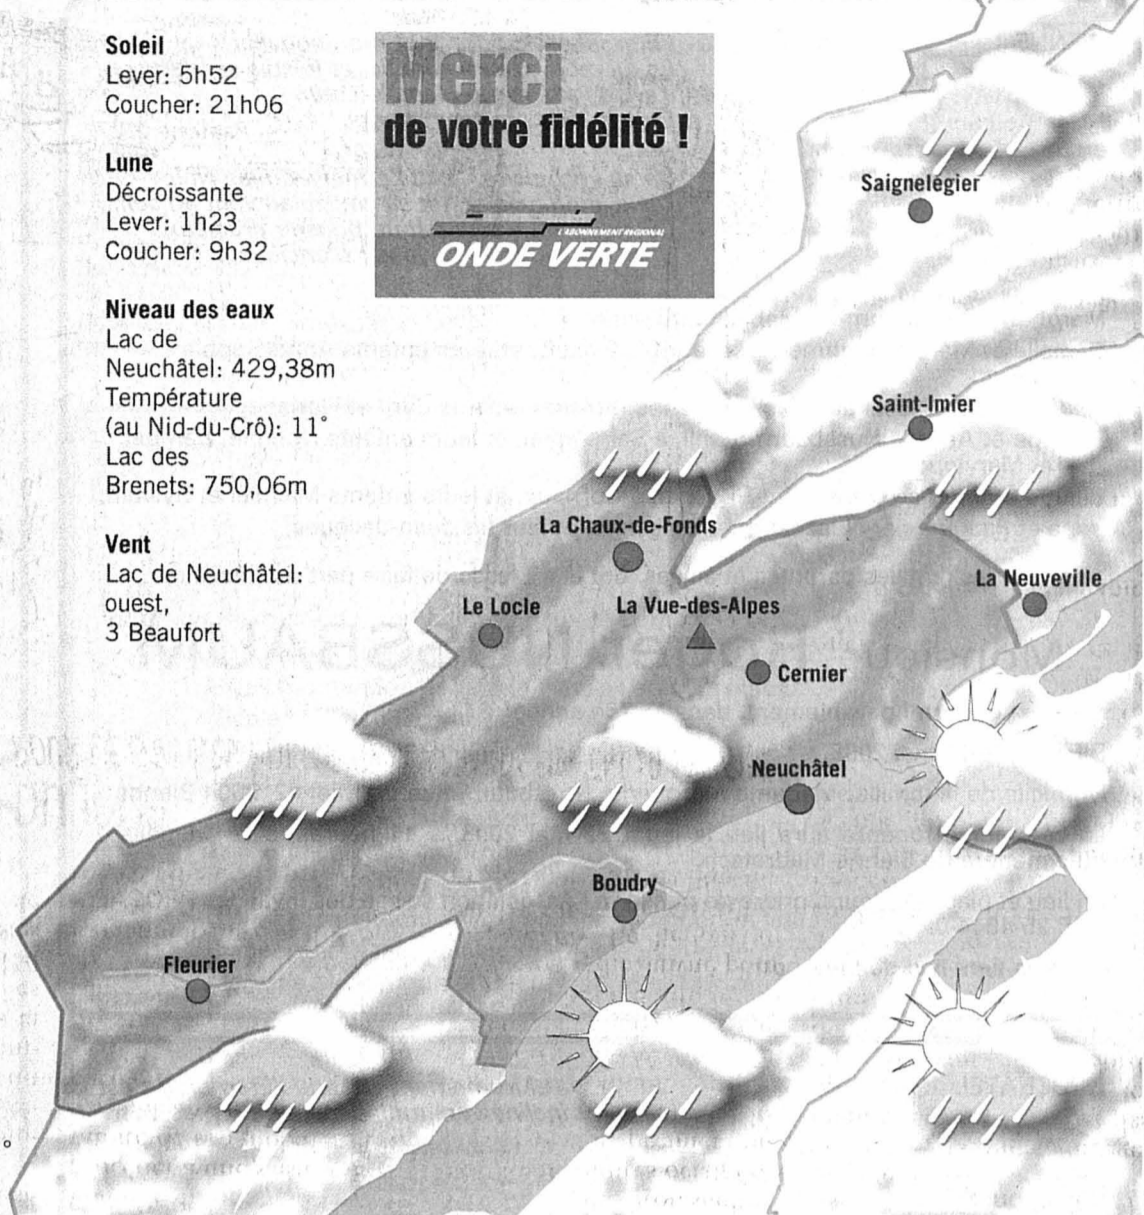 Soleil
Lever: 5h52
Coucher: 21h06
Lune
Décroissante
Lever: 1h23
Coucher: 9h32
Niveau des eaux
Lac de
Neuchâtel: 429,38m
Température
(au Nid-du-Crô): 11°
Lac des
Brenets: 750,06m
Vent
Lac de Neuchâtel:
ouest,
3 Beaufort
Merci
de votre fidélité !
L'ABONNEMENT REGIONAL
ONDE VERTE
Saignelégier
Saint-Imier
La Chaux-de-Fonds
La Neuveville
Le Locle
La Vue-des-Alpes
Cernier
Neuchâtel
Boudry
Fleurier